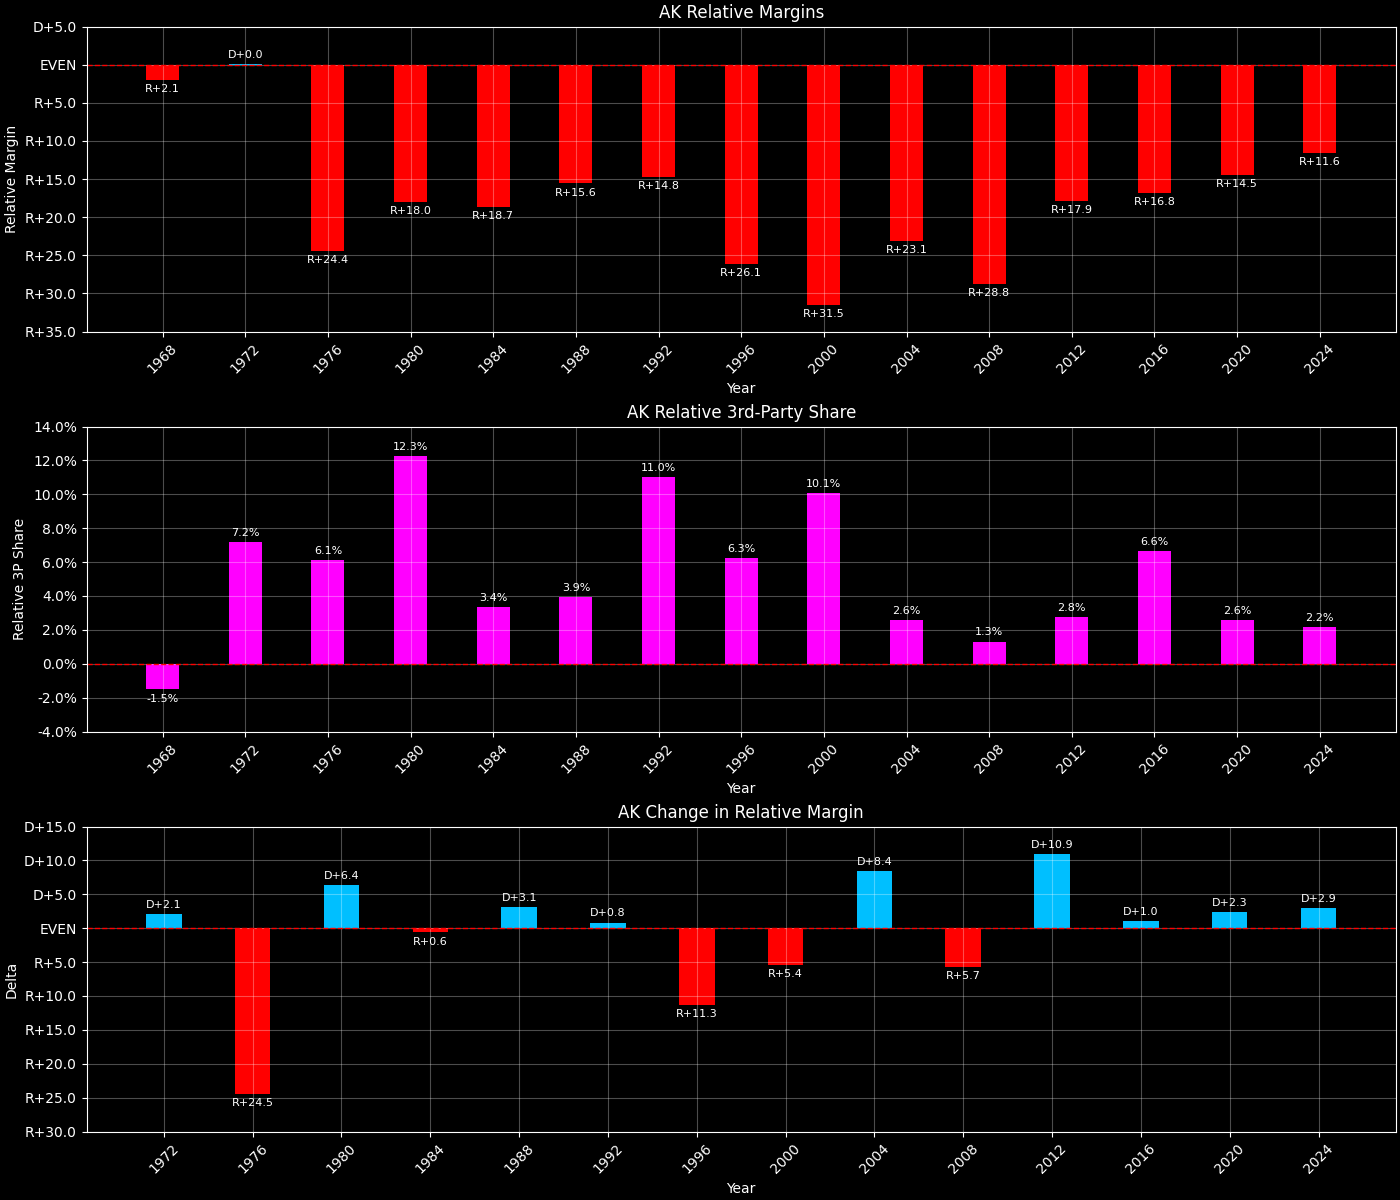 AK Relative Margins
Relative Margin
D+5.0
EVEN
R+5.0
R+10.0
R+15.0
R+20.0
R+25.0
R+30.0
R+35.0
R+2.1
D+0.0
R+24.4
R+18.0
R+18.7
R+15.6
R+14.8
R+26.1
R+31.5
R+23.1
R+28.8
R+17.9
R+16.8
R+14.5
R+11.6
1968 1972 1976 1980 1984 1988 1992 1996 2000 2004 2008 2012 2016 2020 2024
Year
AK Relative 3rd-Party Share
Relative 3P Share
14.0%
12.0%
10.0%
8.0%
6.0%
4.0%
2.0%
0.0%
-2.0%
-4.0%
-1.5%
7.2%
6.1%
12.3%
3.4%
3.9%
11.0%
6.3%
10.1%
2.6%
1.3%
2.8%
6.6%
2.6%
2.2%
1968 1972 1976 1980 1984 1988 1992 1996 2000 2004 2008 2012 2016 2020 2024
Year
AK Change in Relative Margin
Delta
D+15.0
D+10.0
D+5.0
EVEN
R+5.0
R+10.0
R+15.0
R+20.0
R+25.0
R+30.0
D+2.1
R+24.5
D+6.4
R+0.6
D+3.1
D+0.8
R+11.3
R+5.4
D+8.4
R+5.7
D+10.9
D+1.0
D+2.3
D+2.9
1972 1976 1980 1984 1988 1992 1996 2000 2004 2008 2012 2016 2020 2024
Year